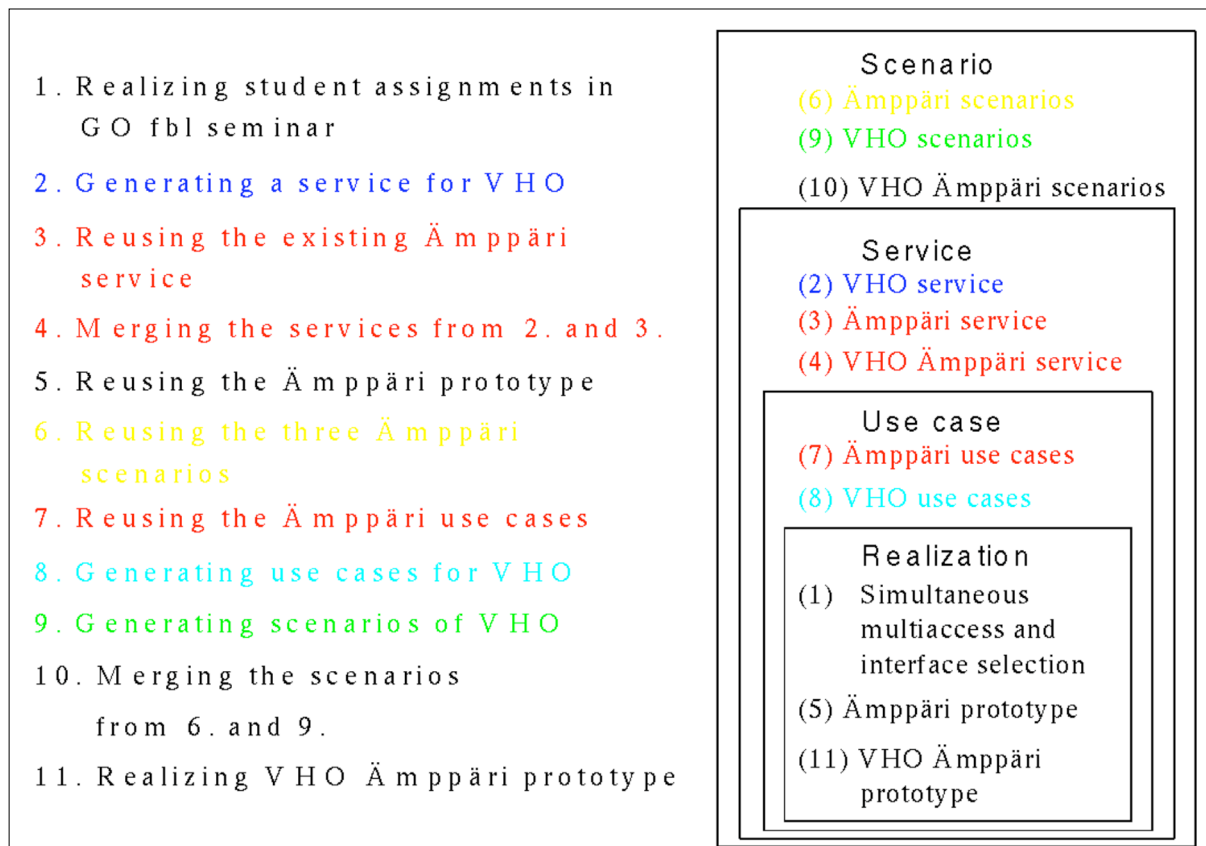 1. Realizing student assignments in
GO fbl seminar
2. Generating a service for VHO
3. Reusing the existing Ämppäri
service
4. Merging the services from 2. and 3.
5. Reusing the Ämppäri prototype
6. Reusing the three Ämppäri
scenarios
7. Reusing the Ämppäri use cases
8. Generating use cases for VHO
9. Generating scenarios of VHO
10. Merging the scenarios
from 6. and 9.
11. Realizing VHO Ämppäri prototype
Scenario
(6) Ämppäri scenarios
(9) VHO scenarios
(10) VHO Ämppäri scenarios
Service
(2) VHO service
(3) Ämppäri service
(4) VHO Ämppäri service
Use case
(7) Ämppäri use cases
(8) VHO use cases
Realization
(1) Simultaneous
multiaccess and
interface selection
(5) Ämppäri prototype
(11) VHO Ämppäri
prototype